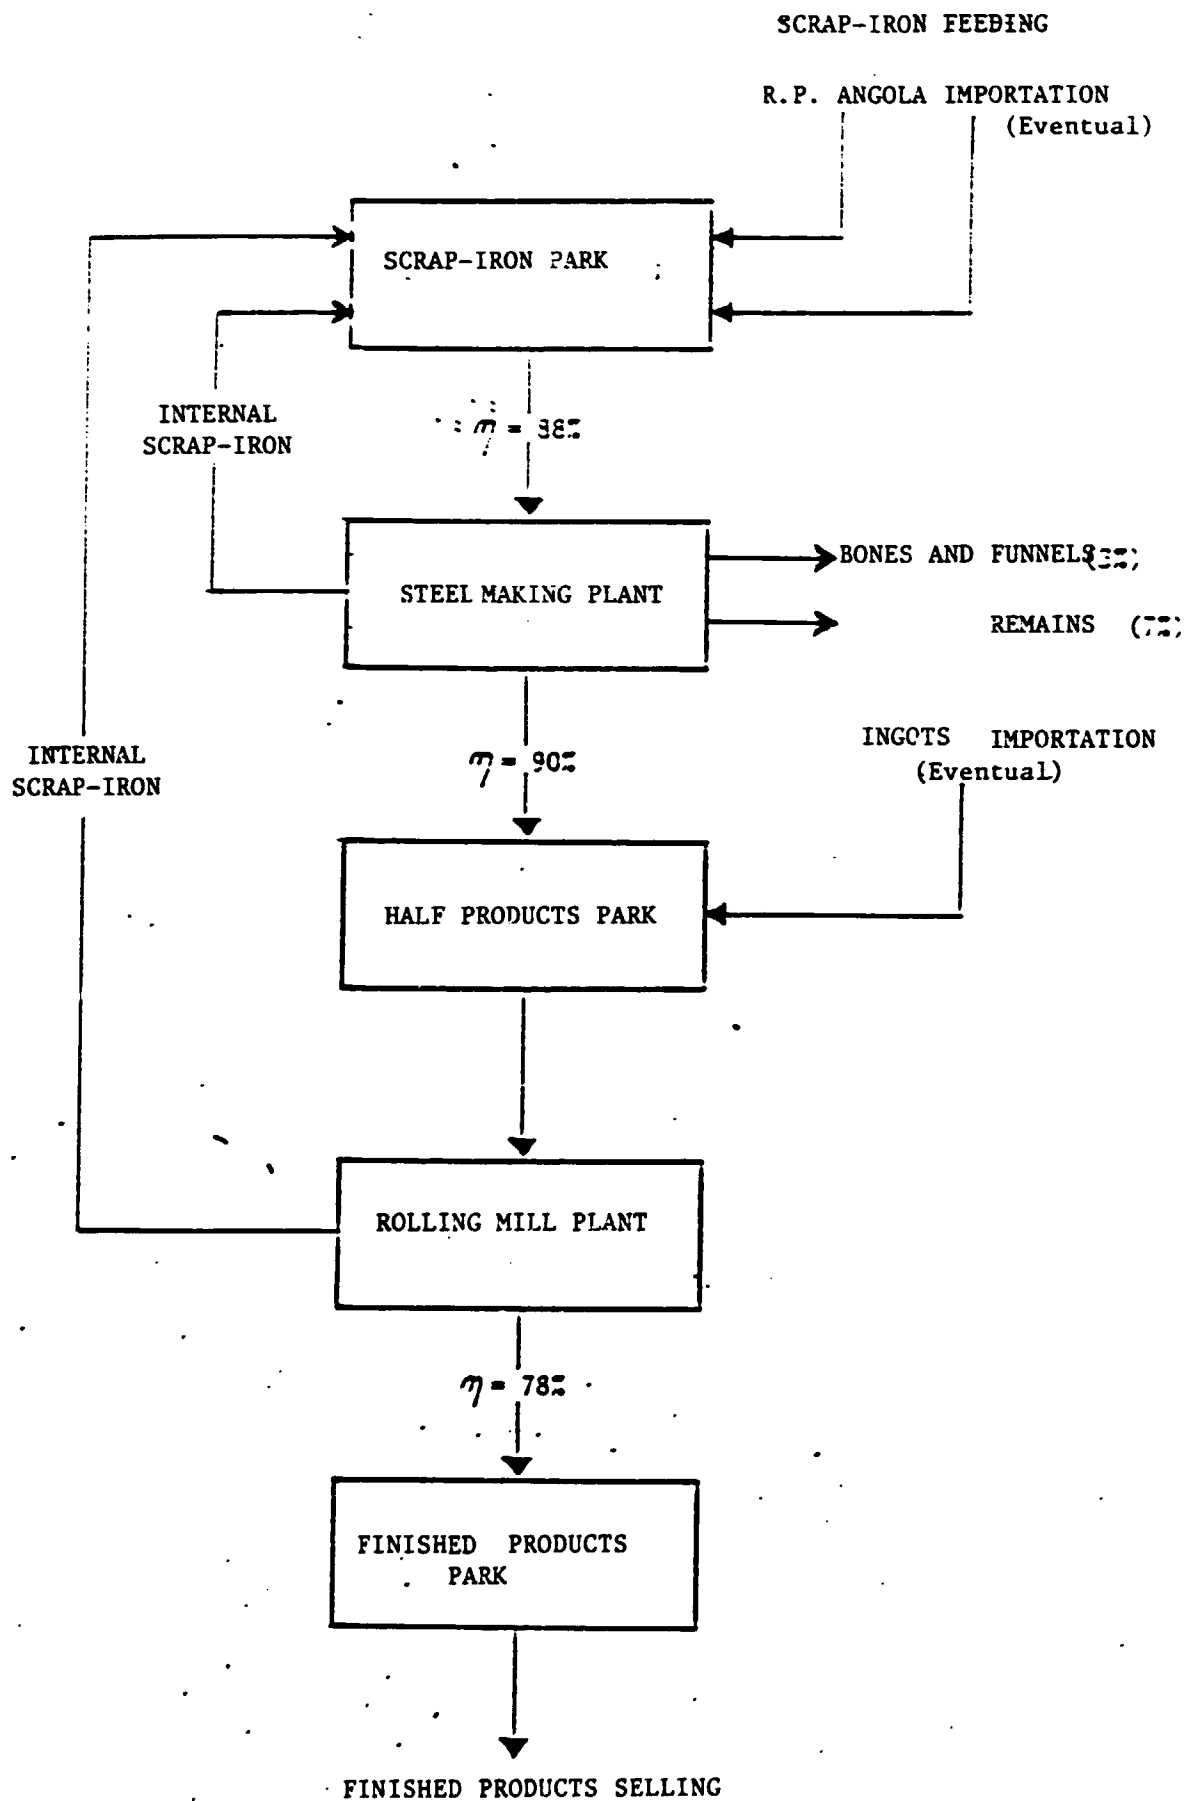 SCRAP-IRON FEEDING
R.P. ANGOLA IMPORTATION
(Eventual)
SCRAP-IRON PARK
INTERNAL
SCRAP-IRON
η = 88%
BONES AND FUNNELS
STEEL MAKING PLANT
REMAINS (7%)
INGOTS IMPORTATION
(Eventual)
INTERNAL
SCRAP-IRON
η = 90%
HALF PRODUCTS PARK
ROLLING MILL PLANT
η = 78%
FINISHED PRODUCTS
PARK
FINISHED PRODUCTS SELLING